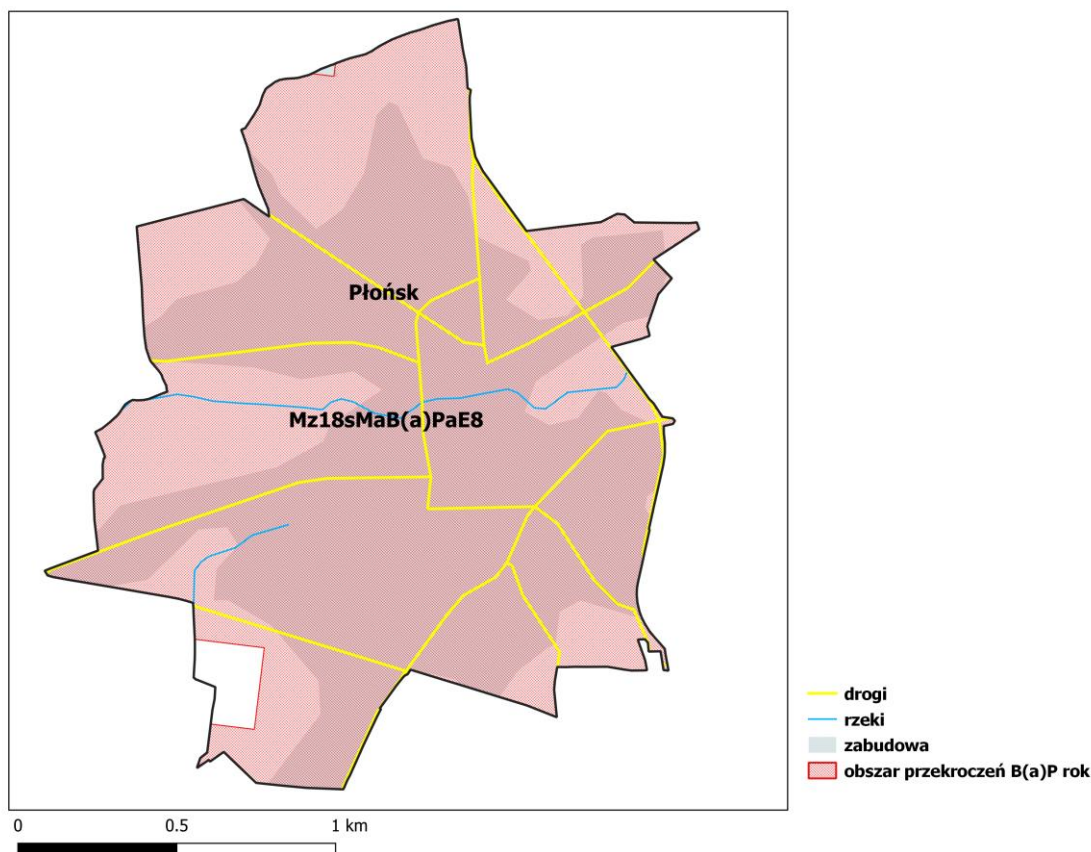 Płońsk
Mz18sMaB(a)PaE8
drogi
rzeki
zabudowa
obszar przekroczeń B(a)P rok
0 0.5 1 km